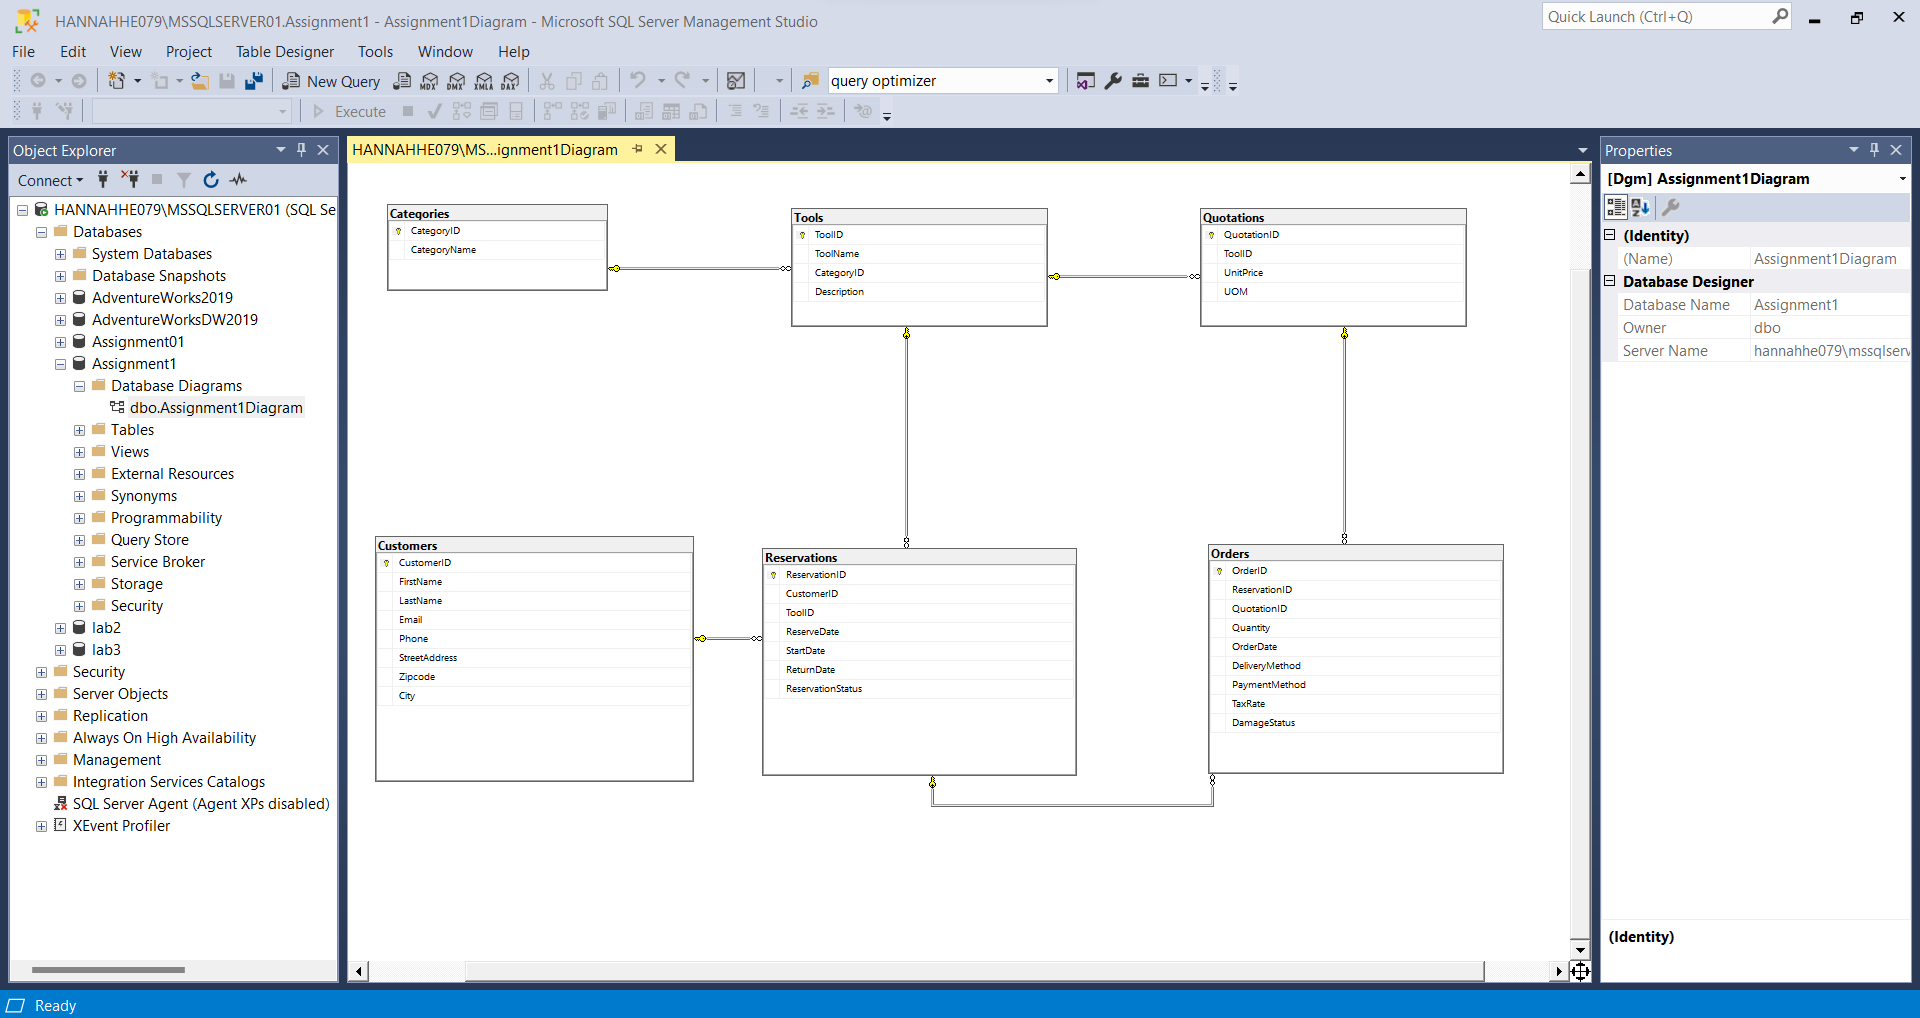 HANNAHHE079\MSSQLSERVER01.Assignment1 - Assignment1Diagram - Microsoft SQL Server Management Studio
Quick Launch (Ctrl+Q)
File Edit View Project Table Designer Tools Window Help
New Query MDX DMX XMLA DAX query optimizer
Execute
Object Explorer
Connect
HANNAHHE079\MSSQLSERVER01 (SQL Se
Databases
System Databases
Database Snapshots
AdventureWorks2019
AdventureWorksDW2019
Assignment01
Assignment1
Database Diagrams
dbo.Assignment1Diagram
Tables
Views
External Resources
Synonyms
Programmability
Query Store
Service Broker
Storage
Security
lab2
lab3
Security
Server Objects
Replication
Always On High Availability
Management
Integration Services Catalogs
SQL Server Agent (Agent XPs disabled)
XEvent Profiler
HANNAHHE079\MS...ignment1Diagram
Categories
CategoryID
CategoryName
Tools
ToolID
ToolName
CategoryID
Description
Quotations
QuotationID
ToolID
UnitPrice
UOM
Customers
CustomerID
FirstName
LastName
Email
Phone
StreetAddress
Zipcode
City
Reservations
ReservationID
CustomerID
ToolID
ReserveDate
StartDate
ReturnDate
ReservationStatus
Orders
OrderID
ReservationID
QuotationID
Quantity
OrderDate
DeliveryMethod
PaymentMethod
TaxRate
DamageStatus
Properties
[Dgm] Assignment1Diagram
(Identity)
(Name) Assignment1Diagram
Database Designer
Database Name Assignment1
Owner dbo
Server Name hannahhe079\mssqlserv
(Identity)
Ready